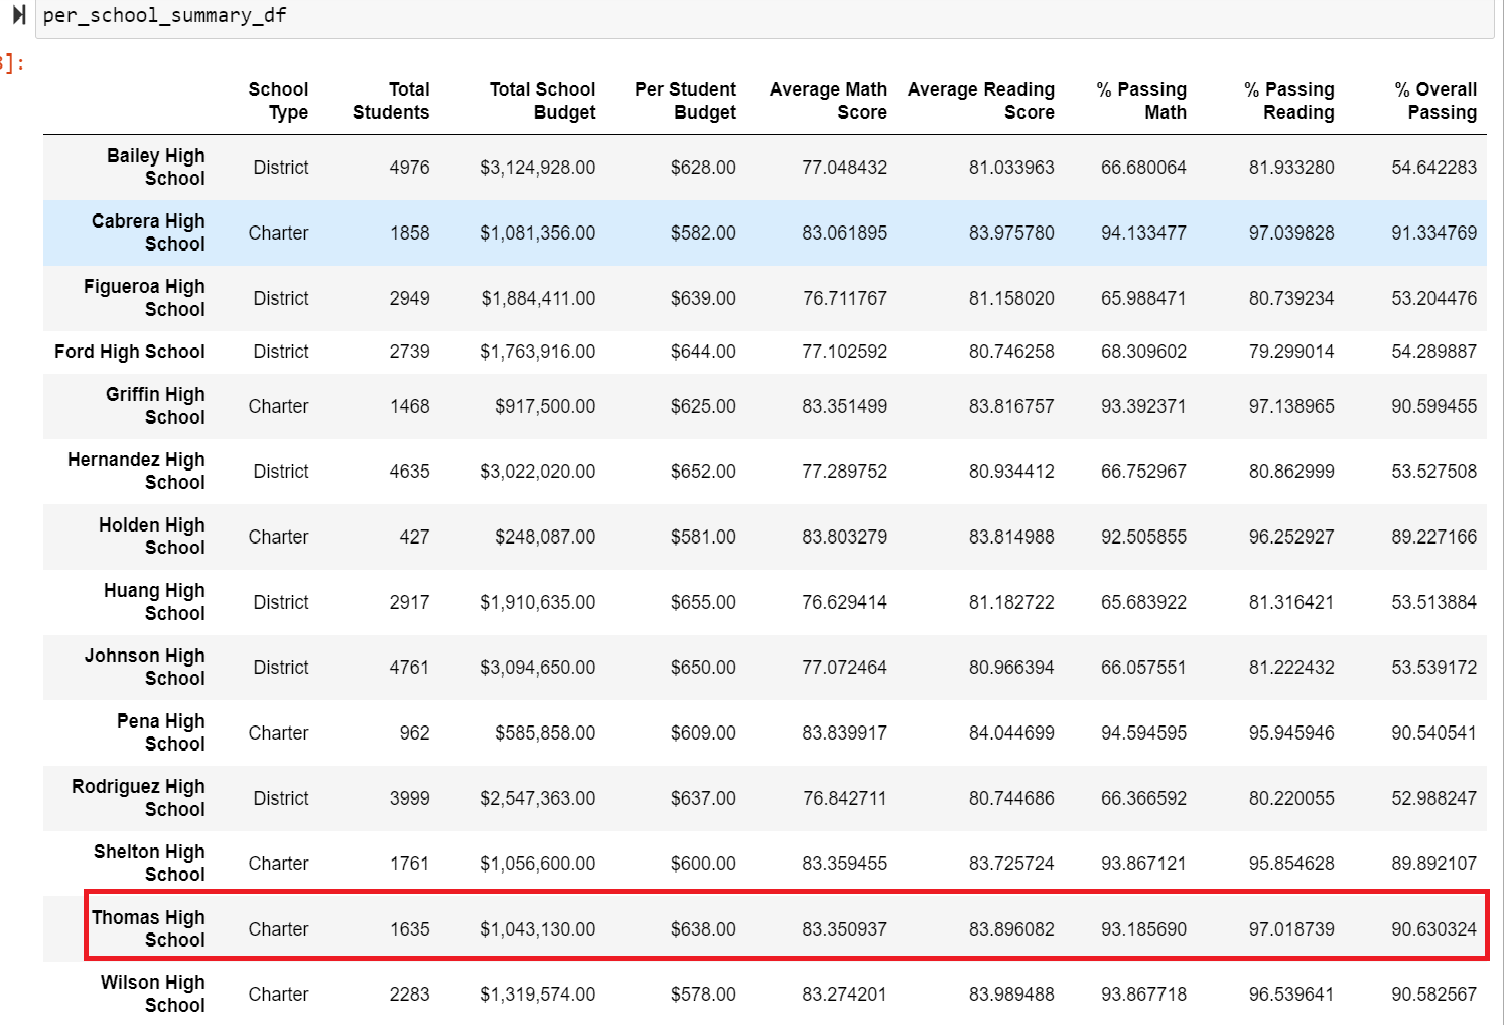 per_school_summary_df
3]:
School Type Total Students Total School Budget Per Student Budget Average Math Score Average Reading Score % Passing Math % Passing Reading % Overall Passing
Bailey High School District 4976 $3,124,928.00 $628.00 77.048432 81.033963 66.680064 81.933280 54.642283
Cabrera High School Charter 1858 $1,081,356.00 $582.00 83.061895 83.975780 94.133477 97.039828 91.334769
Figueroa High School District 2949 $1,884,411.00 $639.00 76.711767 81.158020 65.988471 80.739234 53.204476
Ford High School District 2739 $1,763,916.00 $644.00 77.102592 80.746258 68.309602 79.299014 54.289887
Griffin High School Charter 1468 $917,500.00 $625.00 83.351499 83.816757 93.392371 97.138965 90.599455
Hernandez High School District 4635 $3,022,020.00 $652.00 77.289752 80.934412 66.752967 80.862999 53.527508
Holden High School Charter 427 $248,087.00 $581.00 83.803279 83.814988 92.505855 96.252927 89.227166
Huang High School District 2917 $1,910,635.00 $655.00 76.629414 81.182722 65.683922 81.316421 53.513884
Johnson High School District 4761 $3,094,650.00 $650.00 77.072464 80.966394 66.057551 81.222432 53.539172
Pena High School Charter 962 $585,858.00 $609.00 83.839917 84.044699 94.594595 95.945946 90.540541
Rodriguez High School District 3999 $2,547,363.00 $637.00 76.842711 80.744686 66.366592 80.220055 52.988247
Shelton High School Charter 1761 $1,056,600.00 $600.00 83.359455 83.725724 93.867121 95.854628 89.892107
Thomas High School Charter 1635 $1,043,130.00 $638.00 83.350937 83.896082 93.185690 97.018739 90.630324
Wilson High School Charter 2283 $1,319,574.00 $578.00 83.274201 83.989488 93.867718 96.539641 90.582567